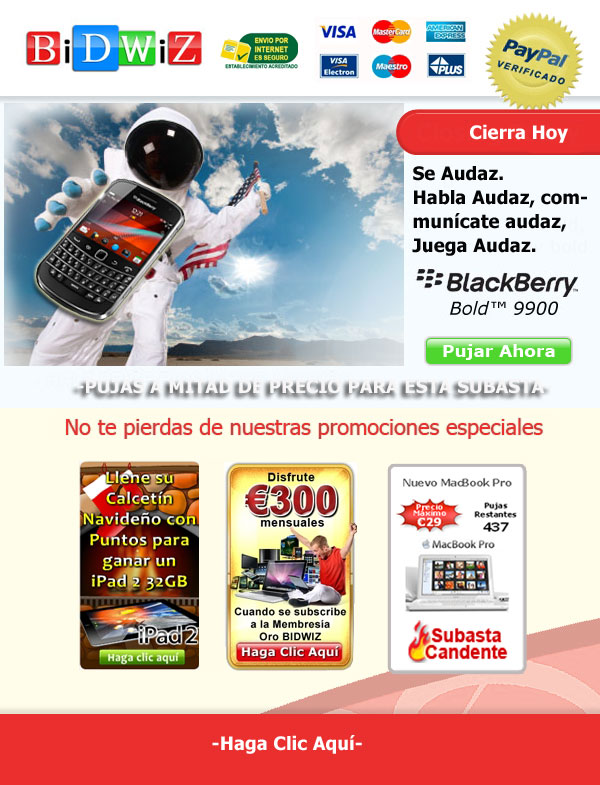 BiDWiZ
ENVIO POR
INTERNET
ES SEGURO
ESTABLECIMIENTO ACREDITADO
VISA
MasterCard
AMERICAN
EXPRESS
VISA
Electron
Maestro
PLUS
PayPal
VERIFICADO
Cierra Hoy
Se Audaz.
Habla Audaz, com-
munícate audaz,
Juega Audaz.
BlackBerry™
Bold™ 9900
Pujar Ahora
-PUJAS A MITAD DE PRECIO PARA ESTA SUBASTA-
No te pierdas de nuestras promociones especiales
Llene su
Calcetín
Navideño con
Puntos para
ganar un
iPad 2 32GB
iPad 2
Haga clic aquí
Disfrute
€300
mensuales
Cuando se subscribe
a la Membresía
Oro BIDWIZ
Haga Clic Aquí
Nuevo MacBook Pro
Precio
Máximo
€29
Pujas
Restantes
437
MacBook Pro
Subasta
Candente
-Haga Clic Aquí-